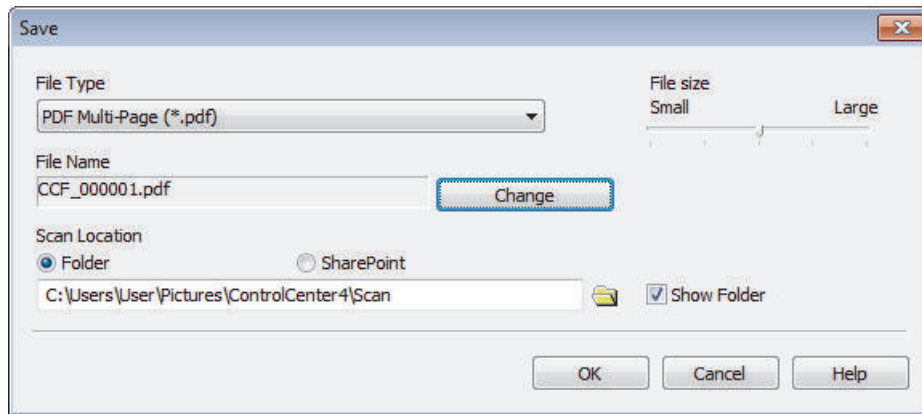 Save
File Type
PDF Multi-Page (*.pdf)
File size
Small Large
File Name
CCF_000001.pdf
Change
Scan Location
Folder SharePoint
C:\Users\User\Pictures\ControlCenter4\Scan
Show Folder
OK Cancel Help